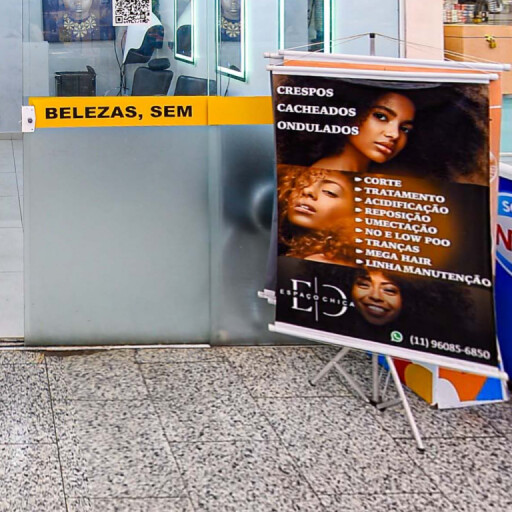 BELEZAS, SEM
CRESPOS
CACHEADOS
ONDULADOS
CORTE
TRATAMENTO
ACIDIFICAÇÃO
REPOSIÇÃO
UMECTAÇÃO
NO E LOW POO
TRANÇAS
MEGA HAIR
LINHA MANUTENÇÃO
E D
ESPAÇO CHICA
(11) 96085-6850